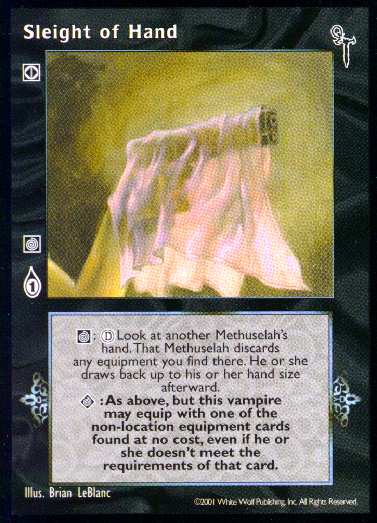 Sleight of Hand
1
: D Look at another Methuselah's
hand. That Methuselah discards
any equipment you find there. He or she
draws back up to his or her hand size
afterward.
:As above, but this vampire
may equip with one of the
non-location equipment cards
found at no cost, even if he or
she doesn't meet the
requirements of that card.
Illus. Brian LeBlanc
©2001 White Wolf Publishing, Inc. All Rights Reserved.